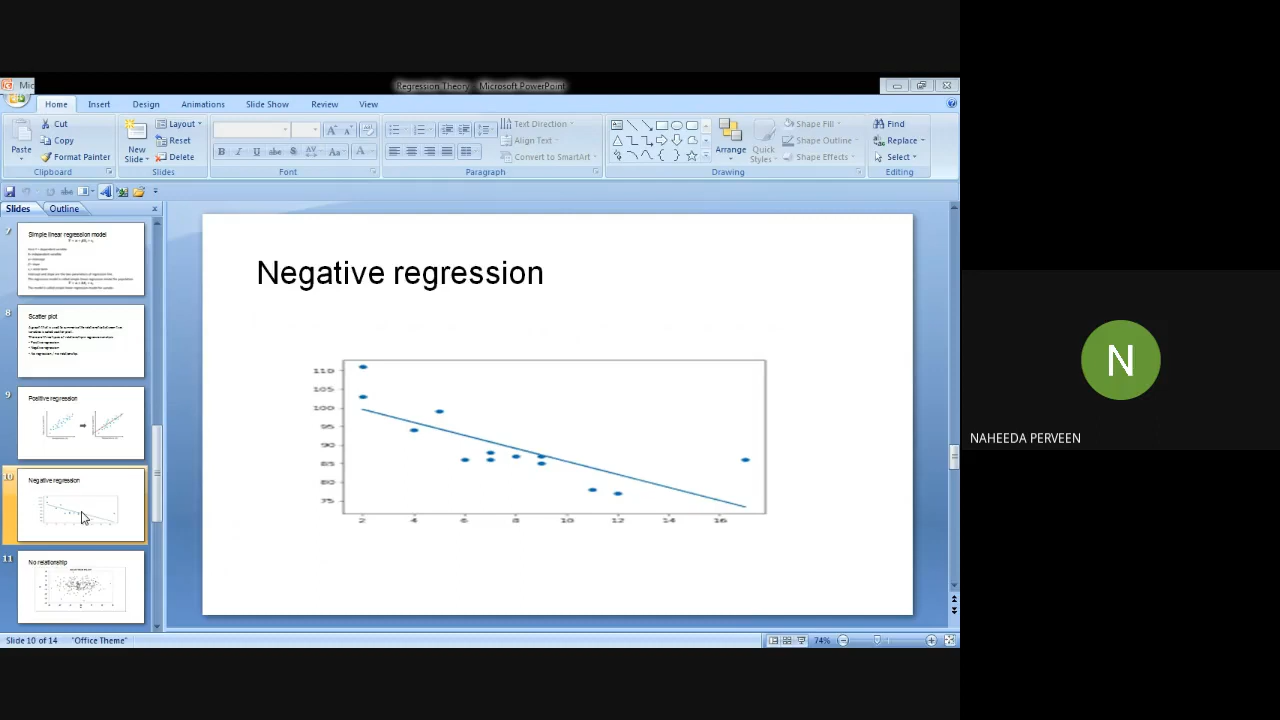 Mic
Regression Theory - Microsoft PowerPoint
Home Insert Design Animations Slide Show Review View
Paste
Cut
Copy
Format Painter
Clipboard
New Slide
Layout
Reset
Delete
Slides
B I U abc S AV Aa A
Font
Text Direction
Align Text
Convert to SmartArt
Paragraph
Arrange
Quick Styles
Shape Fill
Shape Outline
Shape Effects
Drawing
Find
Replace
Select
Editing
Slides Outline
7
Simple linear regression model
8
Scatter plot
9
Positive regression
10
Negative regression
11
No relationship
Negative regression
110
105
100
95
90
85
80
75
2 4 6 8 10 12 14 16
Slide 10 of 14 "Office Theme" 74%
N
NAHEEDA PERVEEN